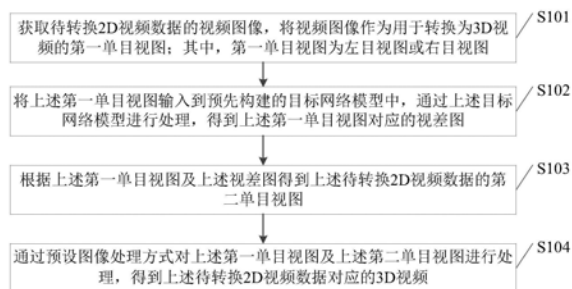 获取待转换2D视频数据的视频图像，将视频图像作为用于转换为3D视
频的第一单目视图；其中，第一单目视图为左目视图或右目视图
S101
将上述第一单目视图输入到预先构建的目标网络模型中，通过上述目标
网络模型进行处理，得到上述第一单目视图对应的视差图
S102
根据上述第一单目视图及上述视差图得到上述待转换2D视频数据的第
二单目视图
S103
通过预设图像处理方式对上述第一单目视图及上述第二单目视图进行处
理，得到上述待转换2D视频数据对应的3D视频
S104